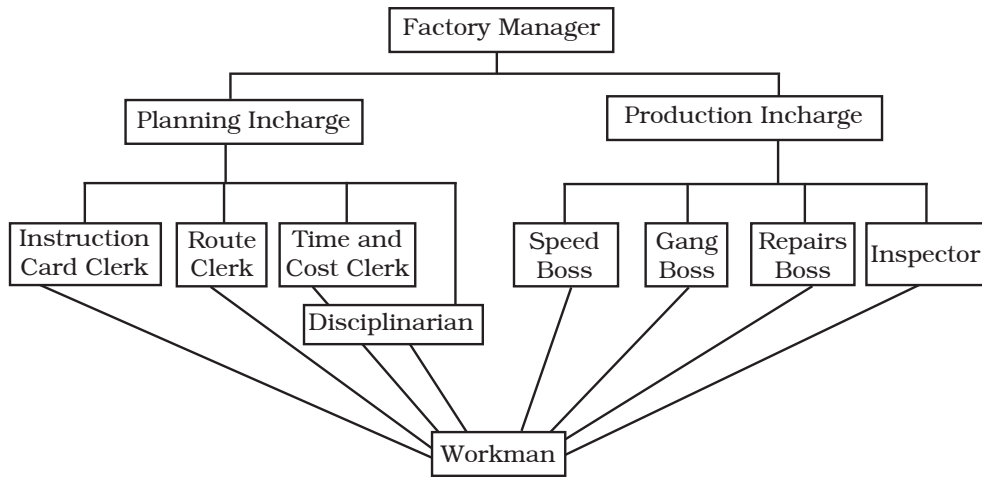 Factory Manager
Planning Incharge
Production Incharge
Instruction
Card Clerk
Route
Clerk
Time and
Cost Clerk
Disciplinarian
Speed
Boss
Gang
Boss
Repairs
Boss
Inspector
Workman